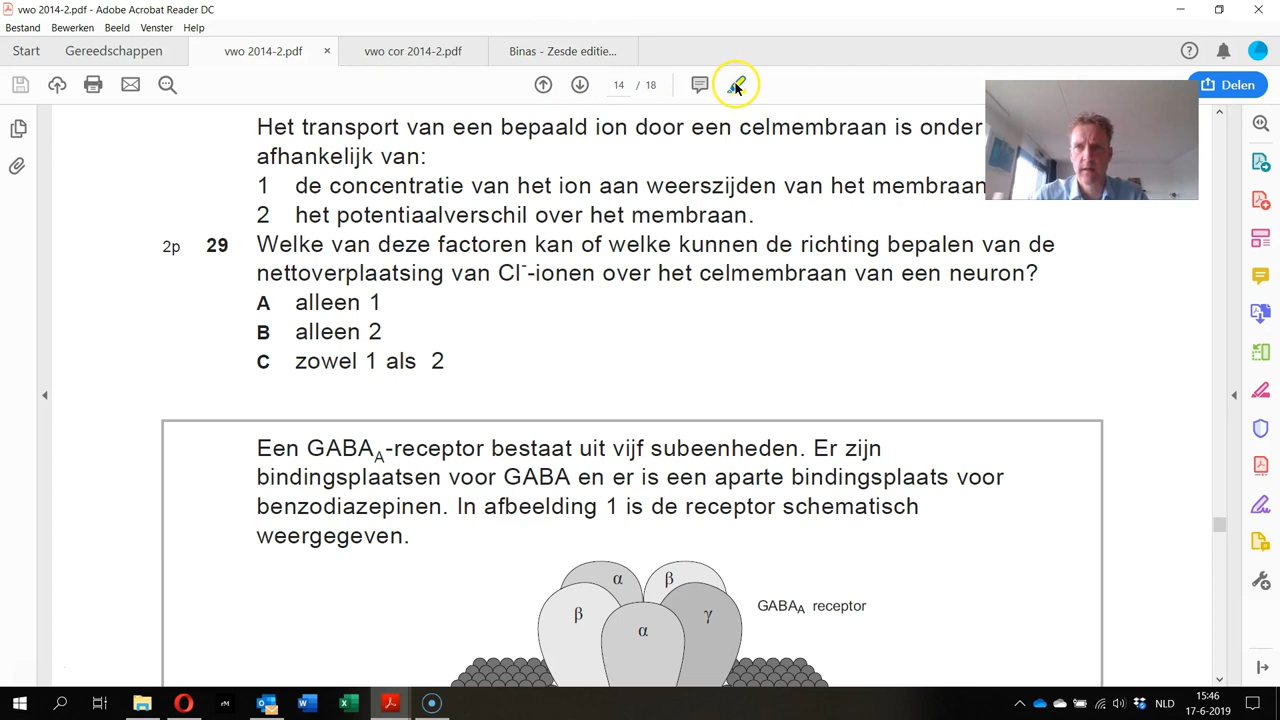 vwo 2014-2.pdf - Adobe Acrobat Reader DC
Bestand Bewerken Beeld Venster Help
Start Gereedschappen vwo 2014-2.pdf × vwo cor 2014-2.pdf Binas - Zesde editie...
14 / 18 Delen
Het transport van een bepaald ion door een celmembraan is onder
afhankelijk van:
1 de concentratie van het ion aan weerszijden van het membraan
2 het potentiaalverschil over het membraan.
2p 29 Welke van deze factoren kan of welke kunnen de richting bepalen van de
nettoverplaatsing van Cl⁻-ionen over het celmembraan van een neuron?
A alleen 1
B alleen 2
C zowel 1 als 2
Een GABAA-receptor bestaat uit vijf subeenheden. Er zijn
bindingsplaatsen voor GABA en er is een aparte bindingsplaats voor
benzodiazepinen. In afbeelding 1 is de receptor schematisch
weergegeven.
α β
β α γ
GABAA receptor
NLD
15:46
17-6-2019